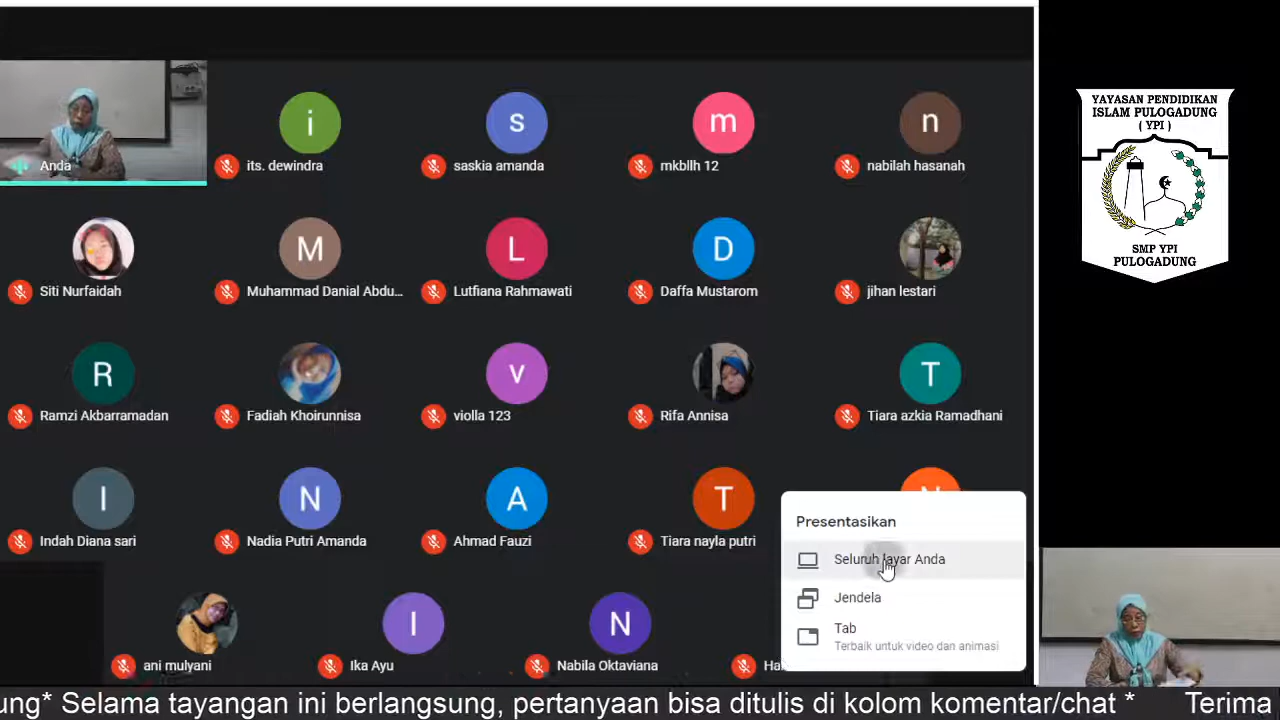 Anda
i
its. dewindra
s
saskia amanda
m
mkbllh 12
n
nabilah hasanah
Siti Nurfaidah
M
Muhammad Danial Abdu...
L
Lutfiana Rahmawati
D
Daffa Mustarom
jihan lestari
R
Ramzi Akbarramadan
Fadiah Khoirunnisa
v
violla 123
Rifa Annisa
T
Tiara azkia Ramadhani
I
Indah Diana sari
N
Nadia Putri Amanda
A
Ahmad Fauzi
T
Tiara nayla putri
ani mulyani
I
Ika Ayu
N
Nabila Oktaviana
Presentasikan
Seluruh layar Anda
Jendela
Tab
Terbaik untuk video dan animasi
YAYASAN PENDIDIKAN
ISLAM PULOGADUNG
( YPI )
SMP YPI
PULOGADUNG
ung* Selama tayangan ini berlangsung, pertanyaan bisa ditulis di kolom komentar/chat * Terima